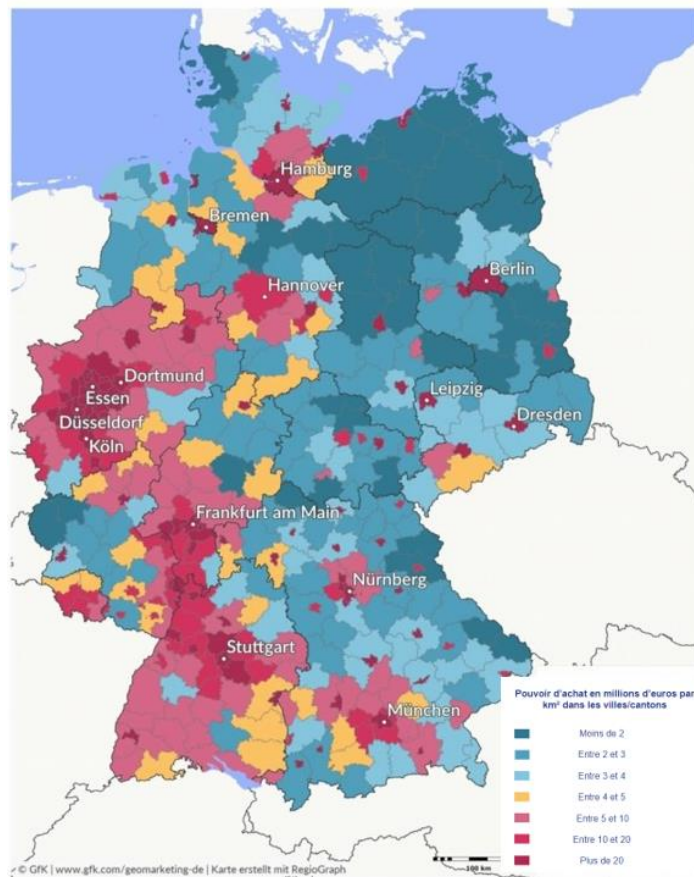 Hamburg
Bremen
Berlin
Hannover
Dortmund
Essen
Düsseldorf
Köln
Leipzig
Dresden
Frankfurt am Main
Nürnberg
Stuttgart
München
Pouvoir d'achat en millions d'euros par
km² dans les villes/cantons
Moins de 2
Entre 2 et 3
Entre 3 et 4
Entre 4 et 5
Entre 5 et 10
Entre 10 et 20
Plus de 20
100 km
© GfK | www.gfk.com/geomarketing-de | Karte erstellt mit RegioGraph